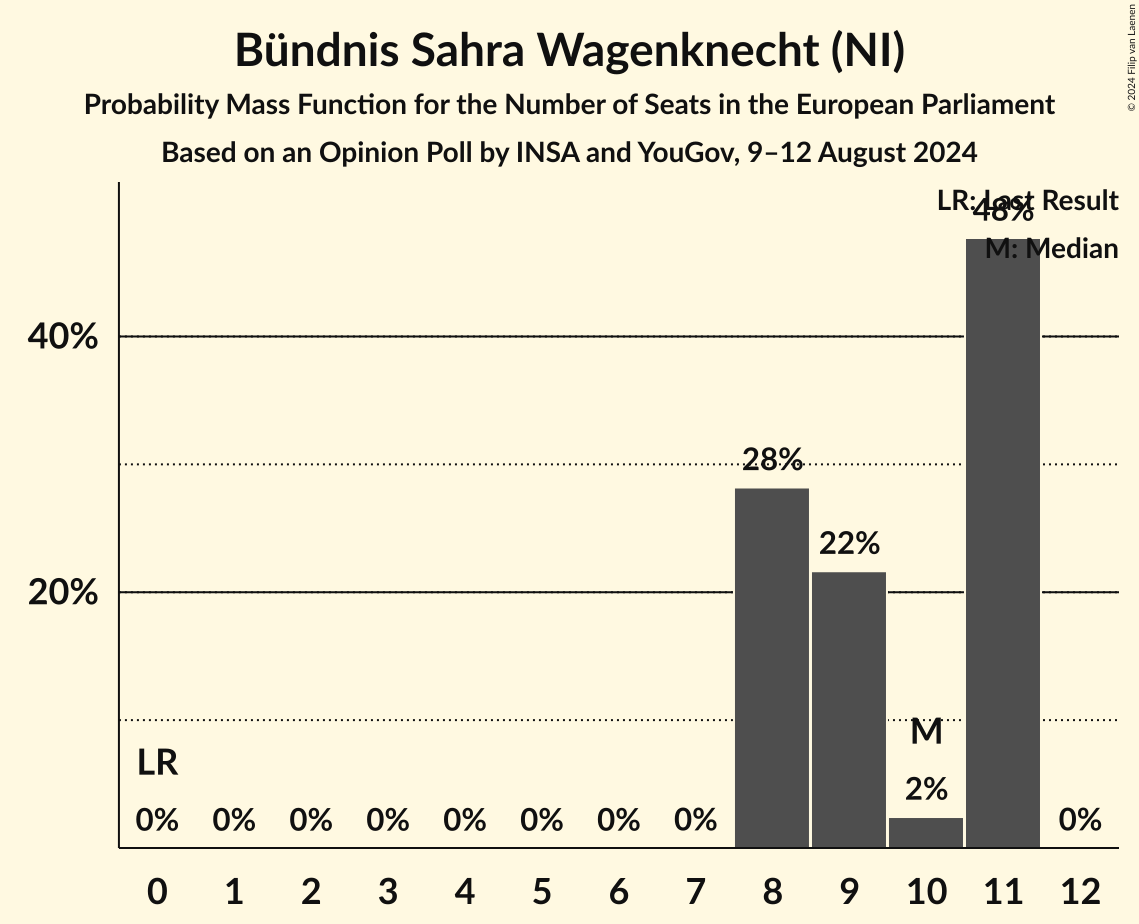 Bündnis Sahra Wagenknecht (NI)
Probability Mass Function for the Number of Seats in the European Parliament
Based on an Opinion Poll by INSA and YouGov, 9–12 August 2024
© 2024 Filip van Laenen
LR: Last Result
48%
M: Median
40%
28%
22%
20%
M
LR
2%
0% 0% 0% 0% 0% 0% 0% 0% 0%
0 1 2 3 4 5 6 7 8 9 10 11 12